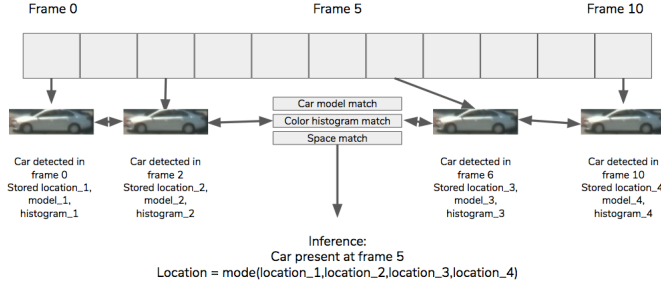 Frame 0
Frame 5
Frame 10
Car model match
Color histogram match
Space match
Car detected in
frame 0
Stored location_1,
model_1,
histogram_1
Car detected in
frame 2
Stored location_2,
model_2,
histogram_2
Car detected in
frame 6
Stored location_3,
model_3,
histogram_3
Car detected in
frame 10
Stored location_4,
model_4,
histogram_4
Inference:
Car present at frame 5
Location = mode(location_1,location_2,location_3,location_4)